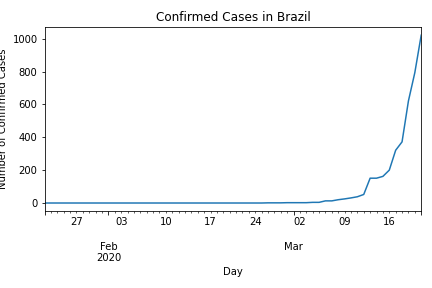 Confirmed Cases in Brazil
Number of Confirmed Cases
1000
800
600
400
200
0
27 03 10 17 24 02 09 16
Feb Mar
2020
Day